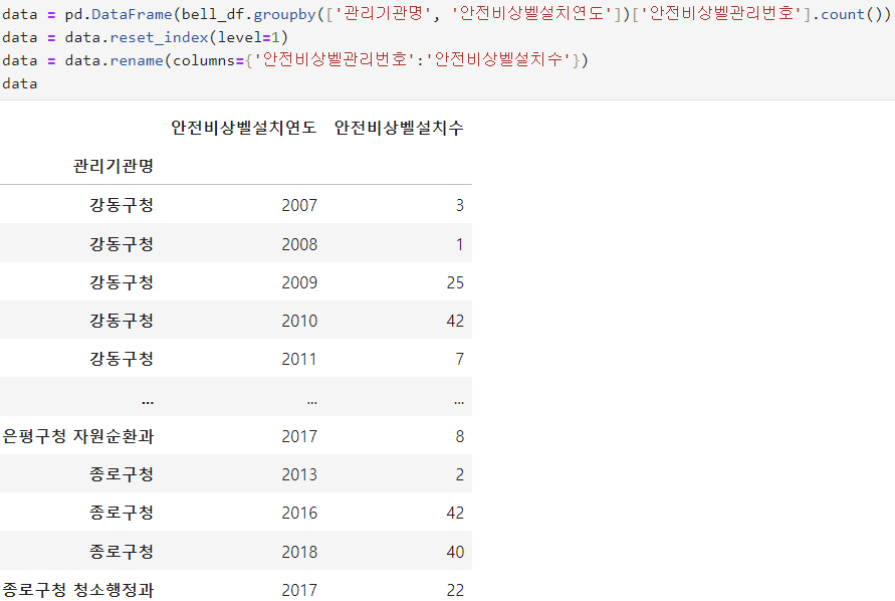 data = pd.DataFrame(bell_df.groupby(['관리기관명', '안전비상벨설치연도'])['안전비상벨관리번호'].count())
data = data.reset_index(level=1)
data = data.rename(columns={'안전비상벨관리번호':'안전비상벨설치수'})
data
안전비상벨설치연도 안전비상벨설치수
관리기관명
강동구청 2007 3
강동구청 2008 1
강동구청 2009 25
강동구청 2010 42
강동구청 2011 7
... ... ...
은평구청 자원순환과 2017 8
종로구청 2013 2
종로구청 2016 42
종로구청 2018 40
종로구청 청소행정과 2017 22